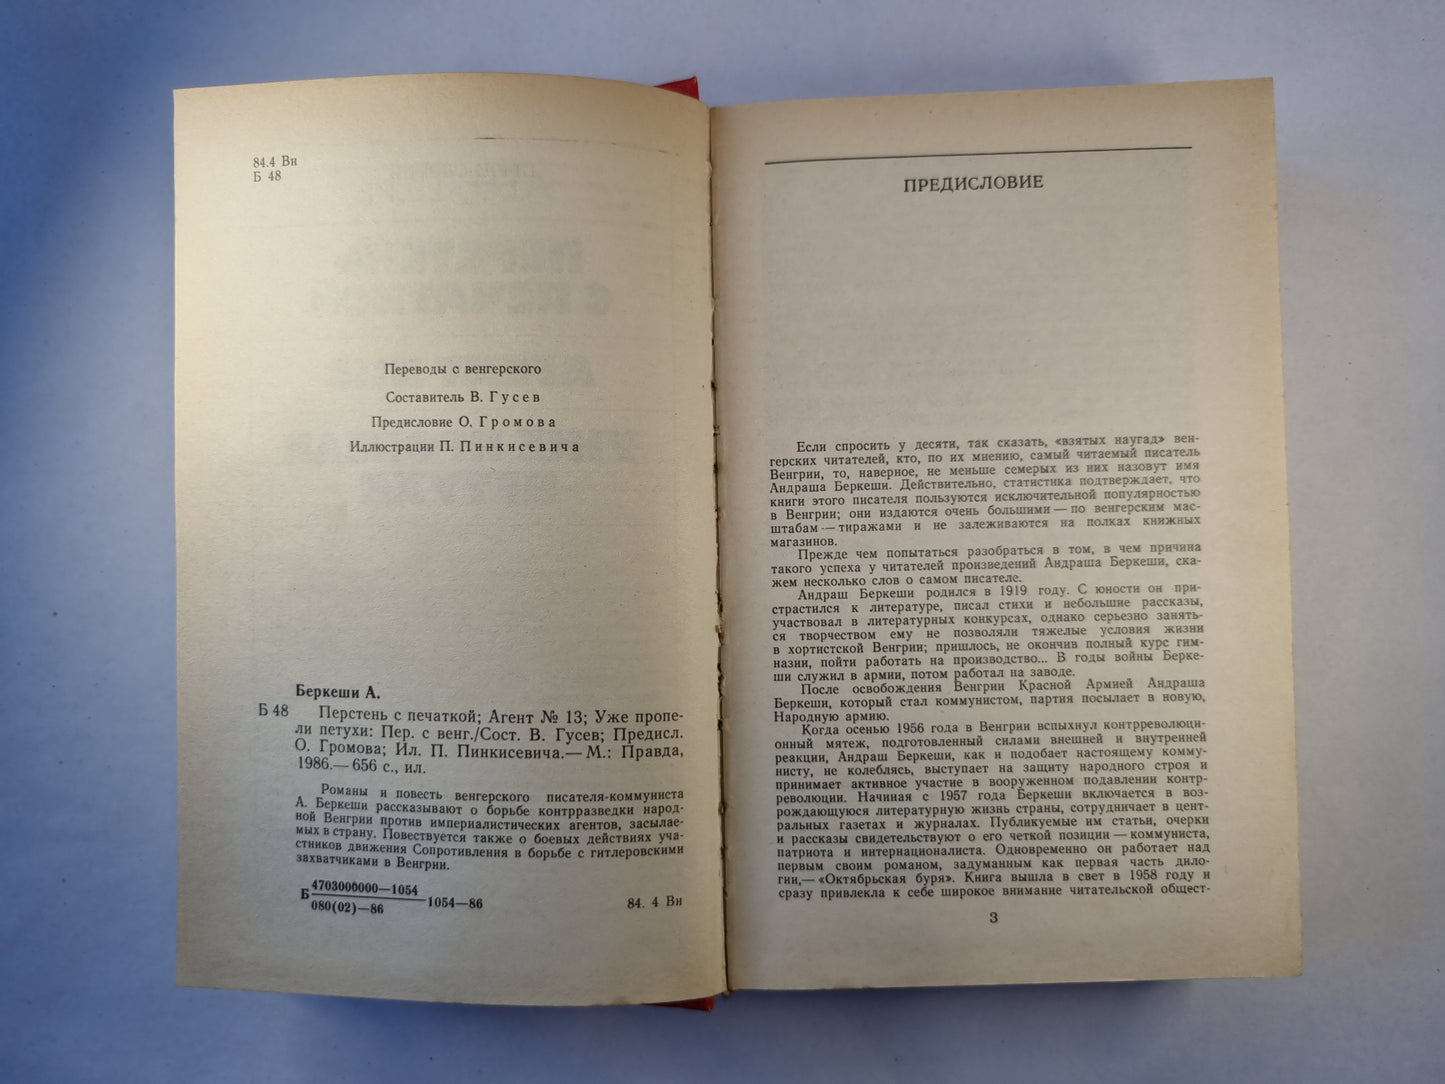 84.4 Вн
Б 48
Переводы с венгерского
Составитель В. Гусев
Предисловие О. Громова
Иллюстрации П. Пинкисевича
Беркеши А.
Б 48 Перстень с печаткой; Агент № 13; Уже пропе-
ли петухи: Пер. с венг./Сост. В. Гусев; Предисл.
О. Громова; Ил. П. Пинкисевича.— М.: Правда,
1986.— 656 с., ил.
Романы и повесть венгерского писателя-коммуниста
А. Беркеши рассказывают о борьбе контрразведки народ-
ной Венгрии против империалистических агентов, засылае-
мых в страну. Повествуется также о боевых действиях уча-
стников движения Сопротивления в борьбе с гитлеровскими
захватчиками в Венгрии.
Б 4703000000—1054
080(02)—86
1054—86
84. 4 Вн
ПРЕДИСЛОВИЕ
Если спросить у десяти, так сказать, «взятых наугад» вен-
герских читателей, кто, по их мнению, самый читаемый писатель
Венгрии, то, наверное, не меньше семерых из них назовут имя
Андраша Беркеши. Действительно, статистика подтверждает, что
книги этого писателя пользуются исключительной популярностью
в Венгрии; они издаются очень большими — по венгерским мас-
штабам — тиражами и не залеживаются на полках книжных
магазинов.
Прежде чем попытаться разобраться в том, в чем причина
такого успеха у читателей произведений Андраша Беркеши, ска-
жем несколько слов о самом писателе.
Андраш Беркеши родился в 1919 году. С юности он при-
страстился к литературе, писал стихи и небольшие рассказы,
участвовал в литературных конкурсах, однако серьезно занять-
ся творчеством ему не позволяли тяжелые условия жизни
в хортистской Венгрии; пришлось, не окончив полный курс гим-
назии, пойти работать на производство... В годы войны Берке-
ши служил в армии, потом работал на заводе.
После освобождения Венгрии Красной Армией Андраша
Беркеши, который стал коммунистом, партия посылает в новую,
Народную армию.
Когда осенью 1956 года в Венгрии вспыхнул контрреволюци-
онный мятеж, подготовленный силами внешней и внутренней
реакции, Андраш Беркеши, как и подобает настоящему комму-
нисту, не колеблясь, выступает на защиту народного строя и
принимает активное участие в вооруженном подавлении контр-
революции. Начиная с 1957 года Беркеши включается в воз-
рождающуюся литературную жизнь страны, сотрудничает в цент-
ральных газетах и журналах. Публикуемые им статьи, очерки
и рассказы свидетельствуют о его четкой позиции — коммуниста,
патриота и интернационалиста. Одновременно он работает над
первым своим романом, задуманным как первая часть дило-
гии,— «Октябрьская буря». Книга вышла в свет в 1958 году и
сразу привлекла к себе широкое внимание читательской общест-
3